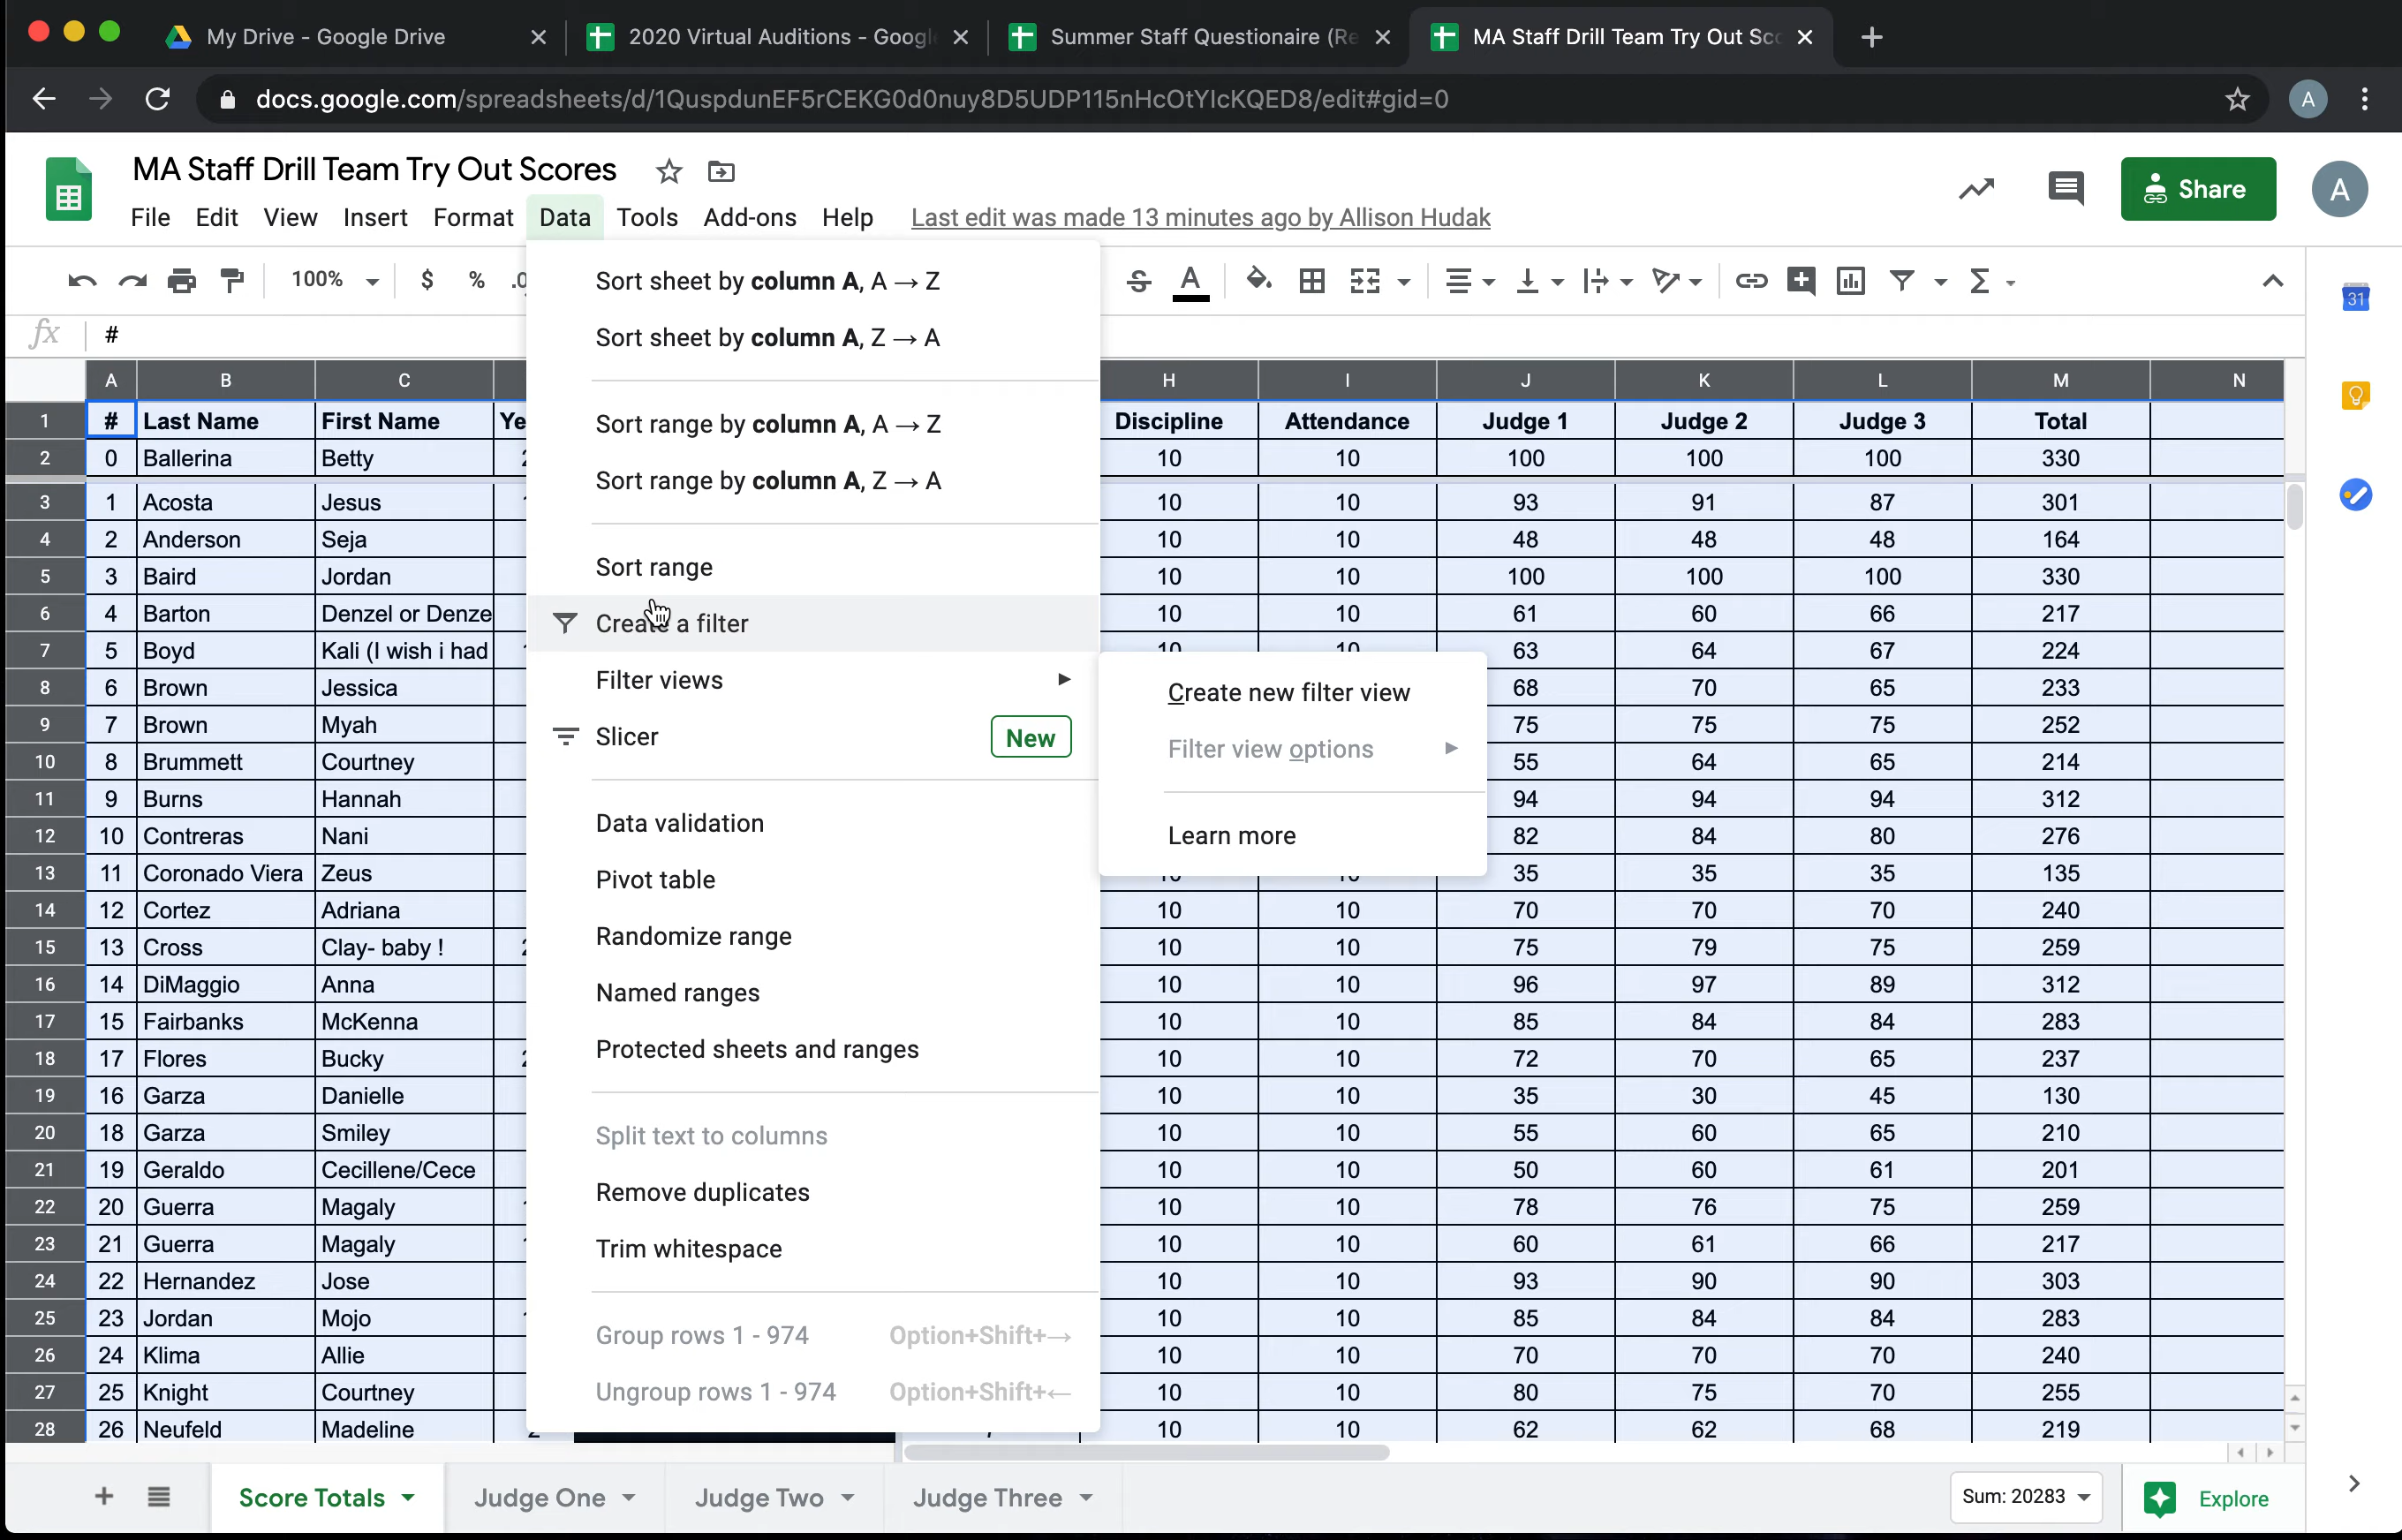 My Drive - Google Drive
2020 Virtual Auditions - Googl
Summer Staff Questionaire (Re
MA Staff Drill Team Try Out Sco
docs.google.com/spreadsheets/d/1QuspdunEF5rCEKG0d0nuy8D5UDP115nHcOtYIcKQED8/edit#gid=0
A
MA Staff Drill Team Try Out Scores
File Edit View Insert Format Data Tools Add-ons Help Last edit was made 13 minutes ago by Allison Hudak
Share
A
100% $ % .0
31
fx #
Sort sheet by column A, A → Z
Sort sheet by column A, Z → A
Sort range by column A, A → Z
Sort range by column A, Z → A
Sort range
Create a filter
Filter views
Slicer New
Data validation
Pivot table
Randomize range
Named ranges
Protected sheets and ranges
Split text to columns
Remove duplicates
Trim whitespace
Group rows 1 - 974 Option+Shift+→
Ungroup rows 1 - 974 Option+Shift+←
Create new filter view
Filter view options
Learn more
A B C H I J K L M N
1 # Last Name First Name Ye Discipline Attendance Judge 1 Judge 2 Judge 3 Total
2 0 Ballerina Betty 10 10 100 100 100 330
3 1 Acosta Jesus 10 10 93 91 87 301
4 2 Anderson Seja 10 10 48 48 48 164
5 3 Baird Jordan 10 10 100 100 100 330
6 4 Barton Denzel or Denze 10 10 61 60 66 217
7 5 Boyd Kali (I wish i had 10 10 63 64 67 224
8 6 Brown Jessica 68 70 65 233
9 7 Brown Myah 75 75 75 252
10 8 Brummett Courtney 55 64 65 214
11 9 Burns Hannah 94 94 94 312
12 10 Contreras Nani 82 84 80 276
13 11 Coronado Viera Zeus 10 10 35 35 35 135
14 12 Cortez Adriana 10 10 70 70 70 240
15 13 Cross Clay- baby ! 10 10 75 79 75 259
16 14 DiMaggio Anna 10 10 96 97 89 312
17 15 Fairbanks McKenna 10 10 85 84 84 283
18 17 Flores Bucky 10 10 72 70 65 237
19 16 Garza Danielle 10 10 35 30 45 130
20 18 Garza Smiley 10 10 55 60 65 210
21 19 Geraldo Cecillene/Cece 10 10 50 60 61 201
22 20 Guerra Magaly 10 10 78 76 75 259
23 21 Guerra Magaly 10 10 60 61 66 217
24 22 Hernandez Jose 10 10 93 90 90 303
25 23 Jordan Mojo 10 10 85 84 84 283
26 24 Klima Allie 10 10 70 70 70 240
27 25 Knight Courtney 10 10 80 75 70 255
28 26 Neufeld Madeline 10 10 62 62 68 219
Score Totals Judge One Judge Two Judge Three Sum: 20283 Explore